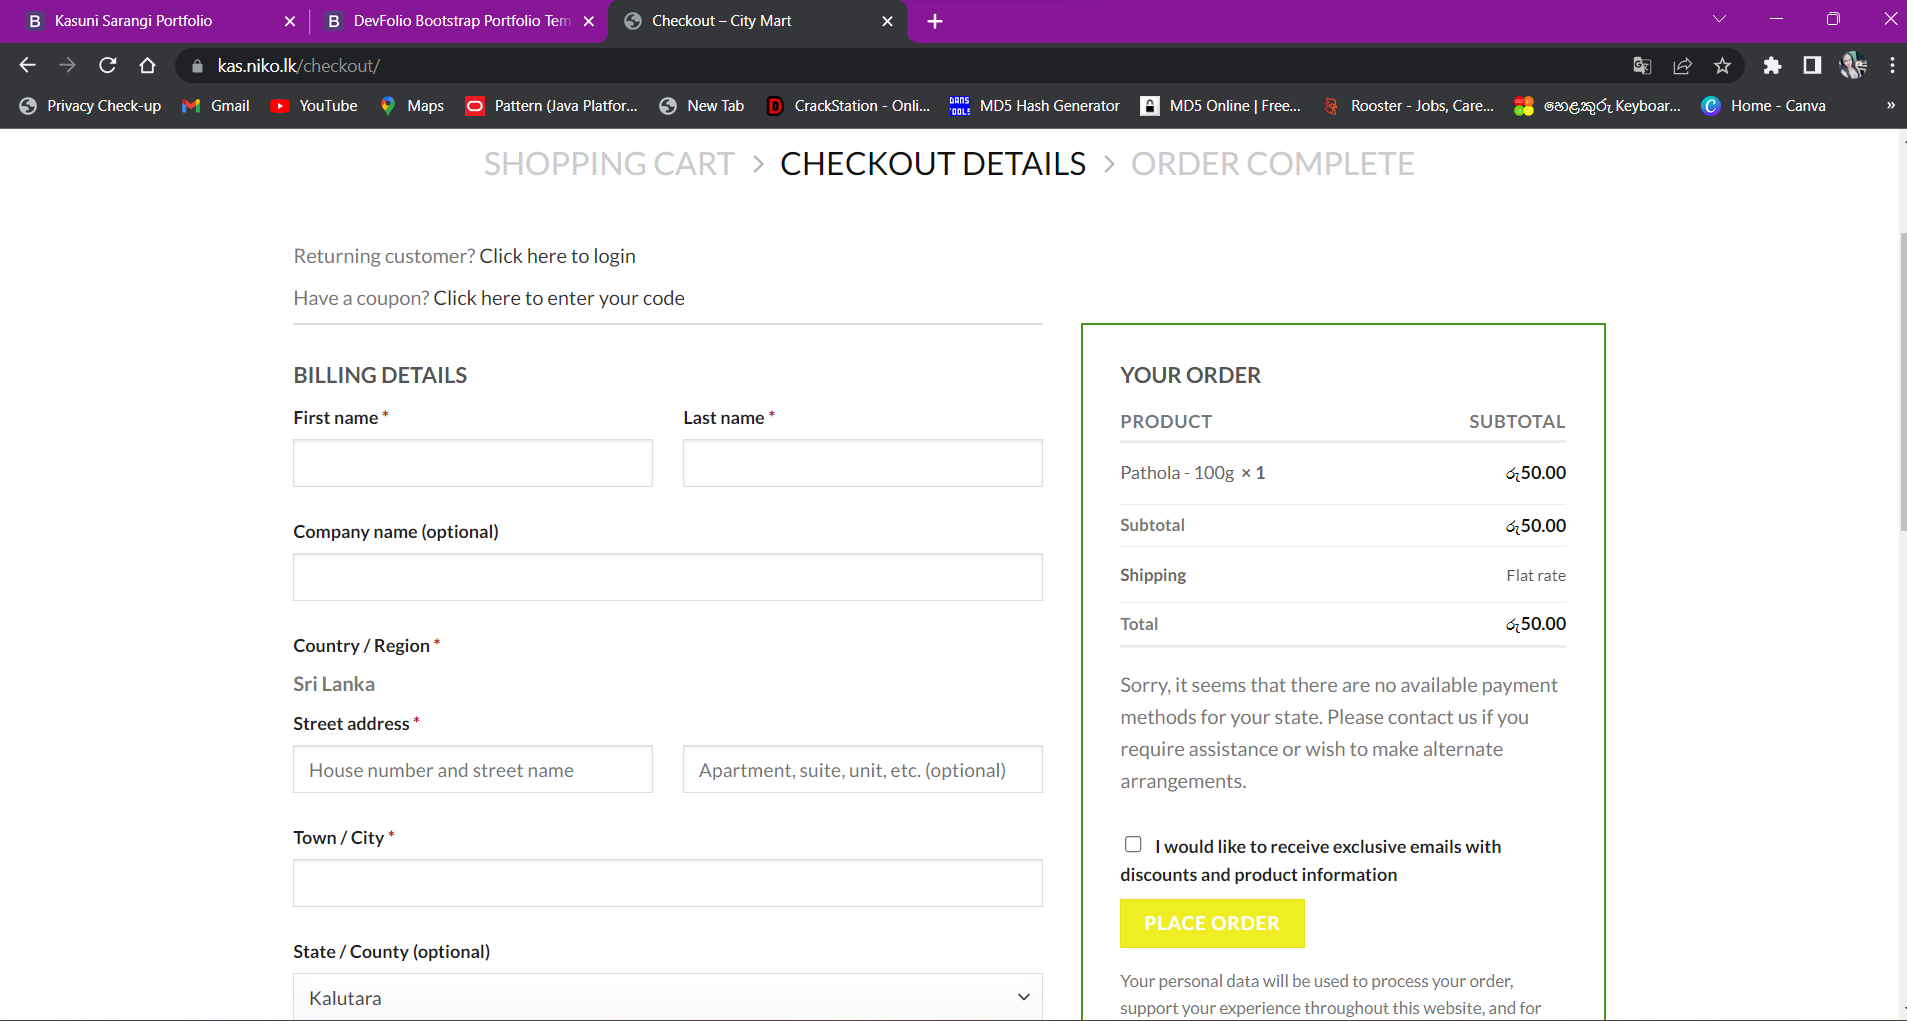 Kasuni Sarangi Portfolio
DevFolio Bootstrap Portfolio Tem
Checkout – City Mart
kas.niko.lk/checkout/
Privacy Check-up
Gmail
YouTube
Maps
Pattern (Java Platfor...
New Tab
CrackStation - Onli...
MD5 Hash Generator
MD5 Online | Free...
Rooster - Jobs, Care...
හෙළකුරු Keyboar...
Home - Canva
»
SHOPPING CART > CHECKOUT DETAILS > ORDER COMPLETE
Returning customer? Click here to login
Have a coupon? Click here to enter your code
BILLING DETAILS
First name *
Last name *
Company name (optional)
Country / Region *
Sri Lanka
Street address *
House number and street name
Apartment, suite, unit, etc. (optional)
Town / City *
State / County (optional)
Kalutara
YOUR ORDER
PRODUCT SUBTOTAL
Pathola - 100g × 1 රු50.00
Subtotal රු50.00
Shipping Flat rate
Total රු50.00
Sorry, it seems that there are no available payment
methods for your state. Please contact us if you
require assistance or wish to make alternate
arrangements.
I would like to receive exclusive emails with
discounts and product information
PLACE ORDER
Your personal data will be used to process your order,
support your experience throughout this website, and for